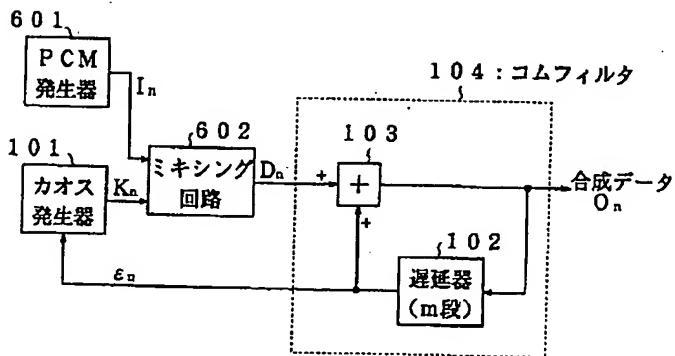 601
PCM
発生器
In
104:コムフィルタ
602
103
101
ミキシング
回路
Dn
+
+
合成データ
On
カオス
発生器
Kn
+
102
遅延器
(m段)
εn